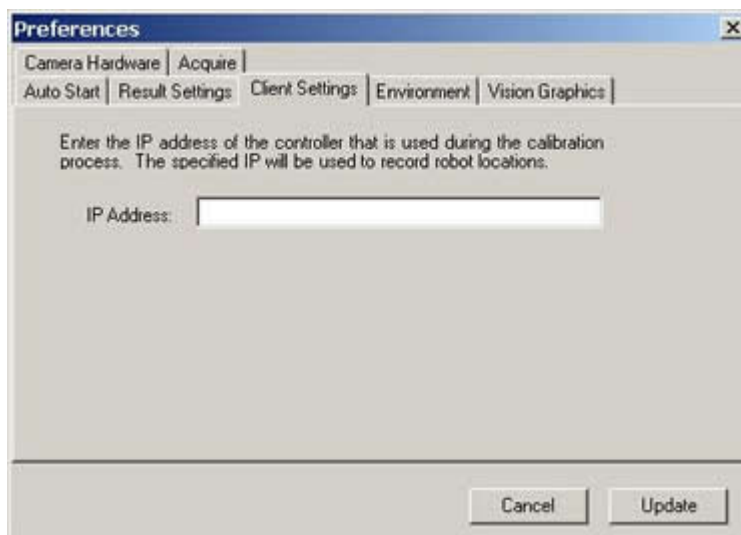 Preferences
Camera Hardware Acquire
Auto Start Result Settings Client Settings Environment Vision Graphics
Enter the IP address of the controller that is used during the calibration
process. The specified IP will be used to record robot locations.
IP Address:
Cancel Update